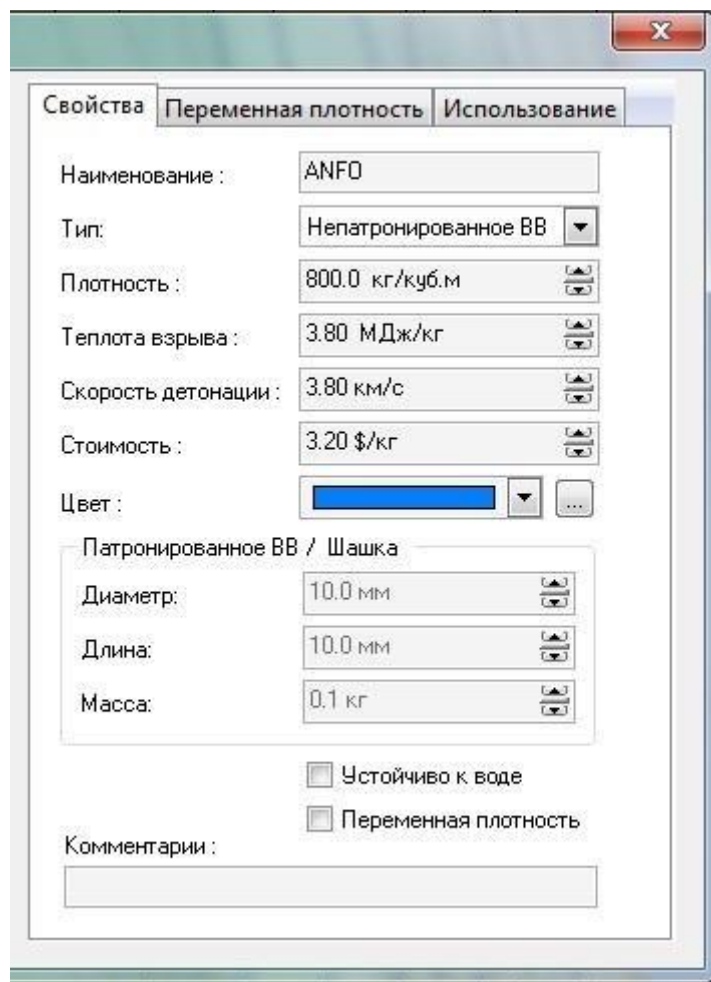 Свойства Переменная плотность Использование
Наименование : ANFO
Тип: Непатронированное ВВ
Плотность : 800.0 кг/куб.м
Теплота взрыва : 3.80 МДж/кг
Скорость детонации : 3.80 км/с
Стоимость : 3.20 $/кг
Цвет : ...
Патронированное ВВ / Шашка
Диаметр: 10.0 мм
Длина: 10.0 мм
Масса: 0.1 кг
Устойчиво к воде
Переменная плотность
Комментарии :